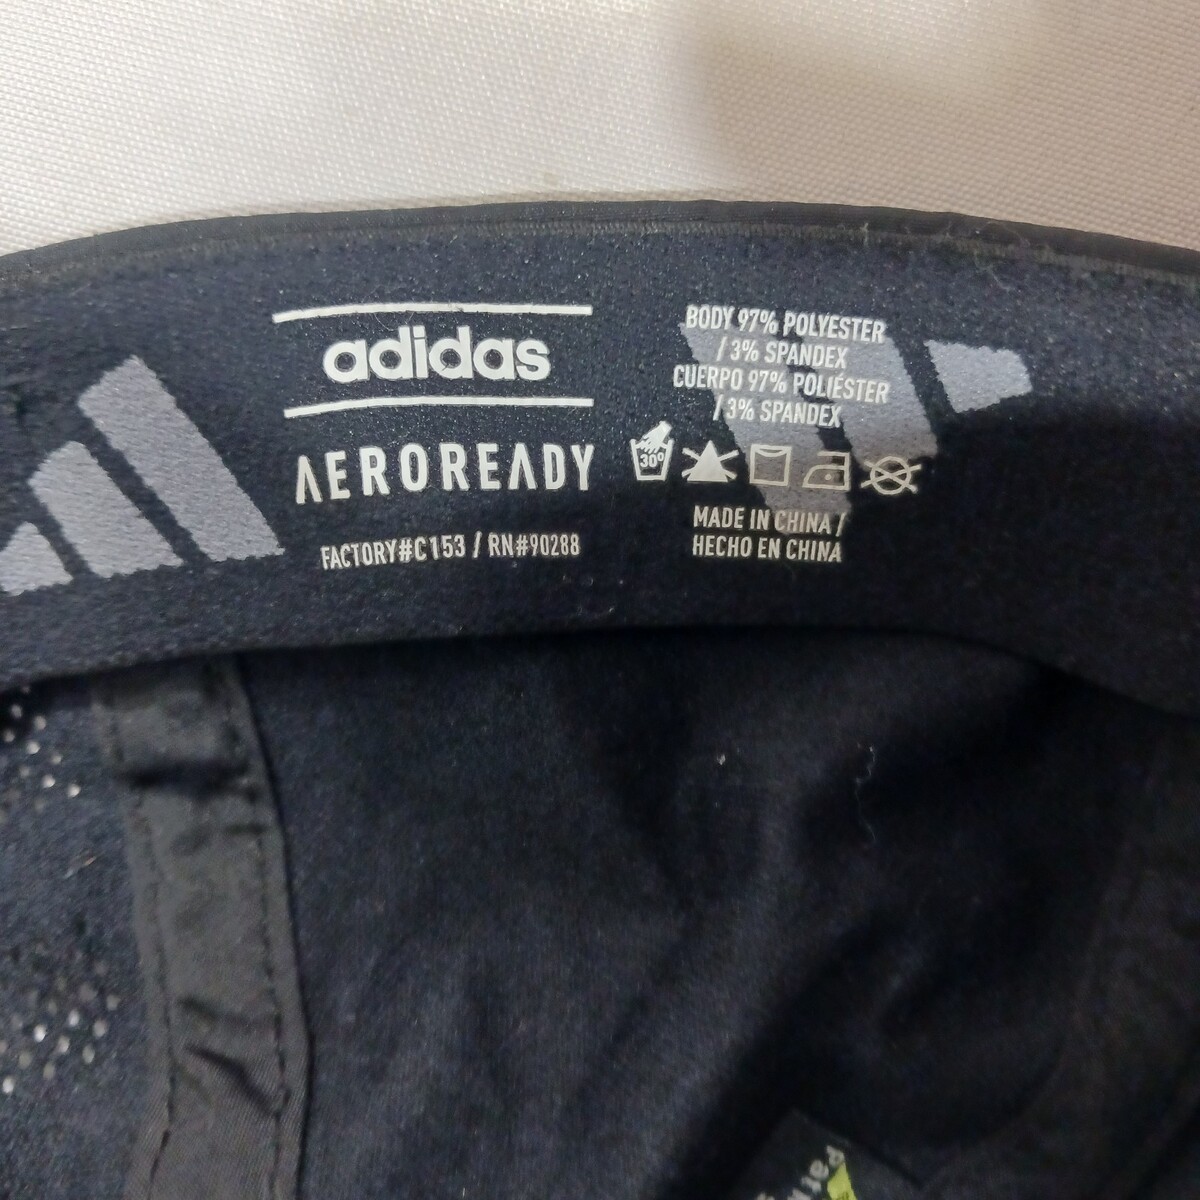 adidas
AEROREADY
FACTORY#C153 / RN#90288
BODY 97% POLYESTER
/ 3% SPANDEX
CUERPO 97% POLIÉSTER
/ 3% SPANDEX
30°
MADE IN CHINA /
HECHO EN CHINA